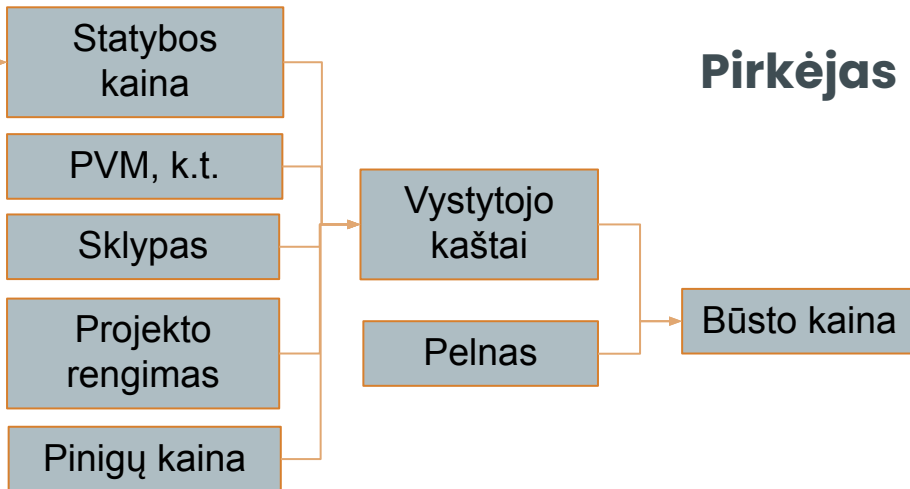 Statybos
kaina
Pirkėjas
PVM, k.t.
Sklypas
Projekto
rengimas
Pinigų kaina
Vystytojo
kaštai
Pelnas
Būsto kaina